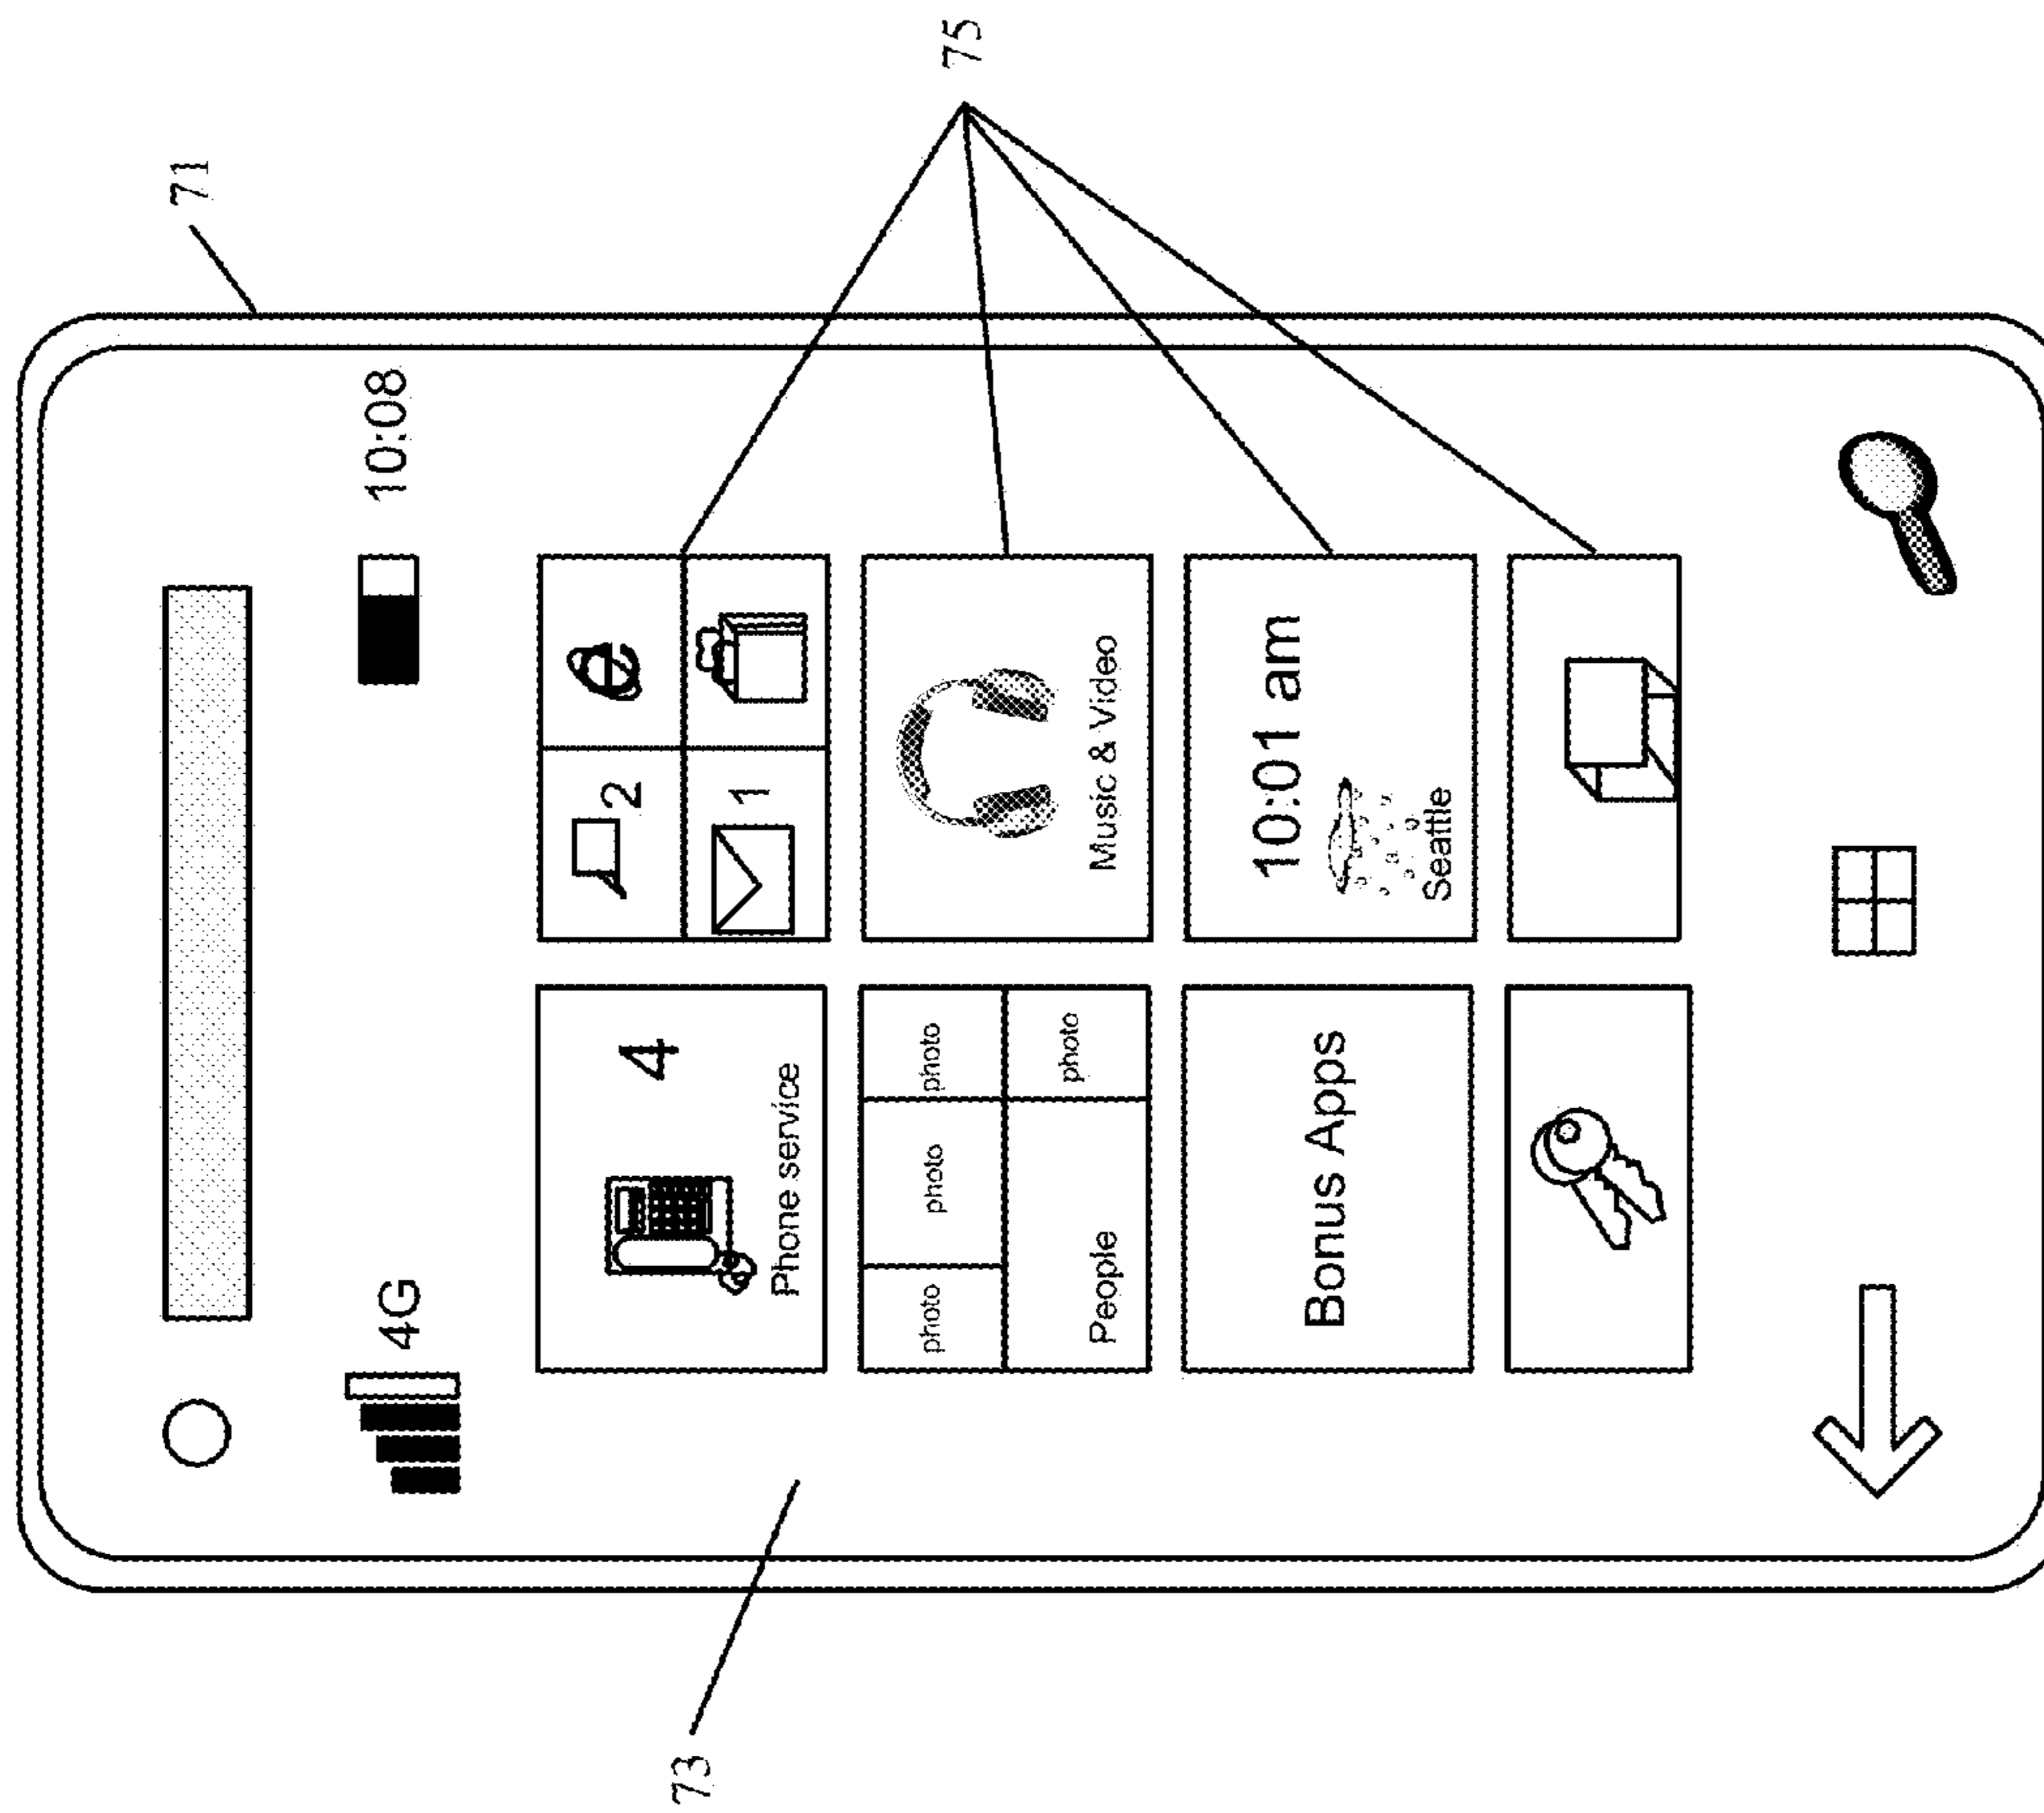 71
4G
10:08
75
4
Phone service
2
e
1
photo
photo
photo
photo
People
Music & Video
Bonus Apps
10:01 am
Seattle
73